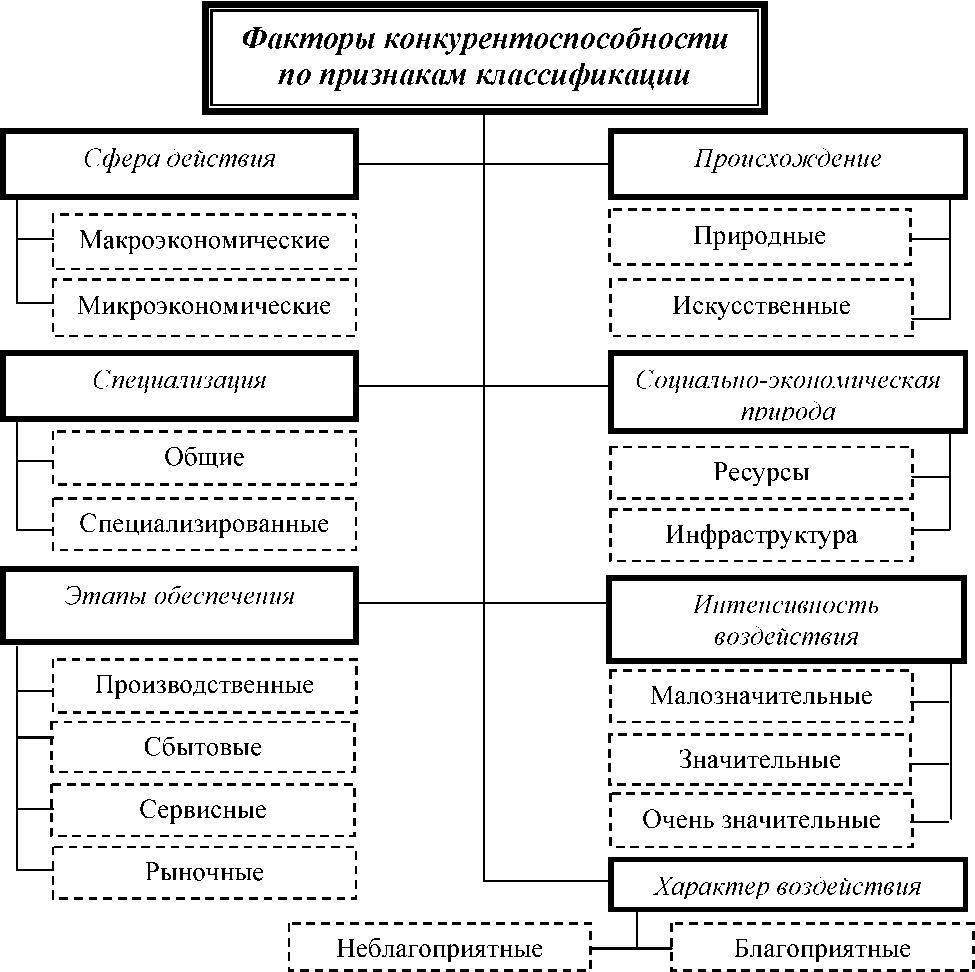 Факторы конкурентоспособности
по признакам классификации
Сфера действия
Макроэкономические
Микроэкономические
Специализация
Общие
Специализированные
Этапы обеспечения
Производственные
Сбытовые
Сервисные
Рыночные
Происхождение
Природные
Искусственные
Социально-экономическая
природа
Ресурсы
Инфраструктура
Интенсивность
воздействия
Малозначительные
Значительные
Очень значительные
Характер воздействия
Неблагоприятные
Благоприятные